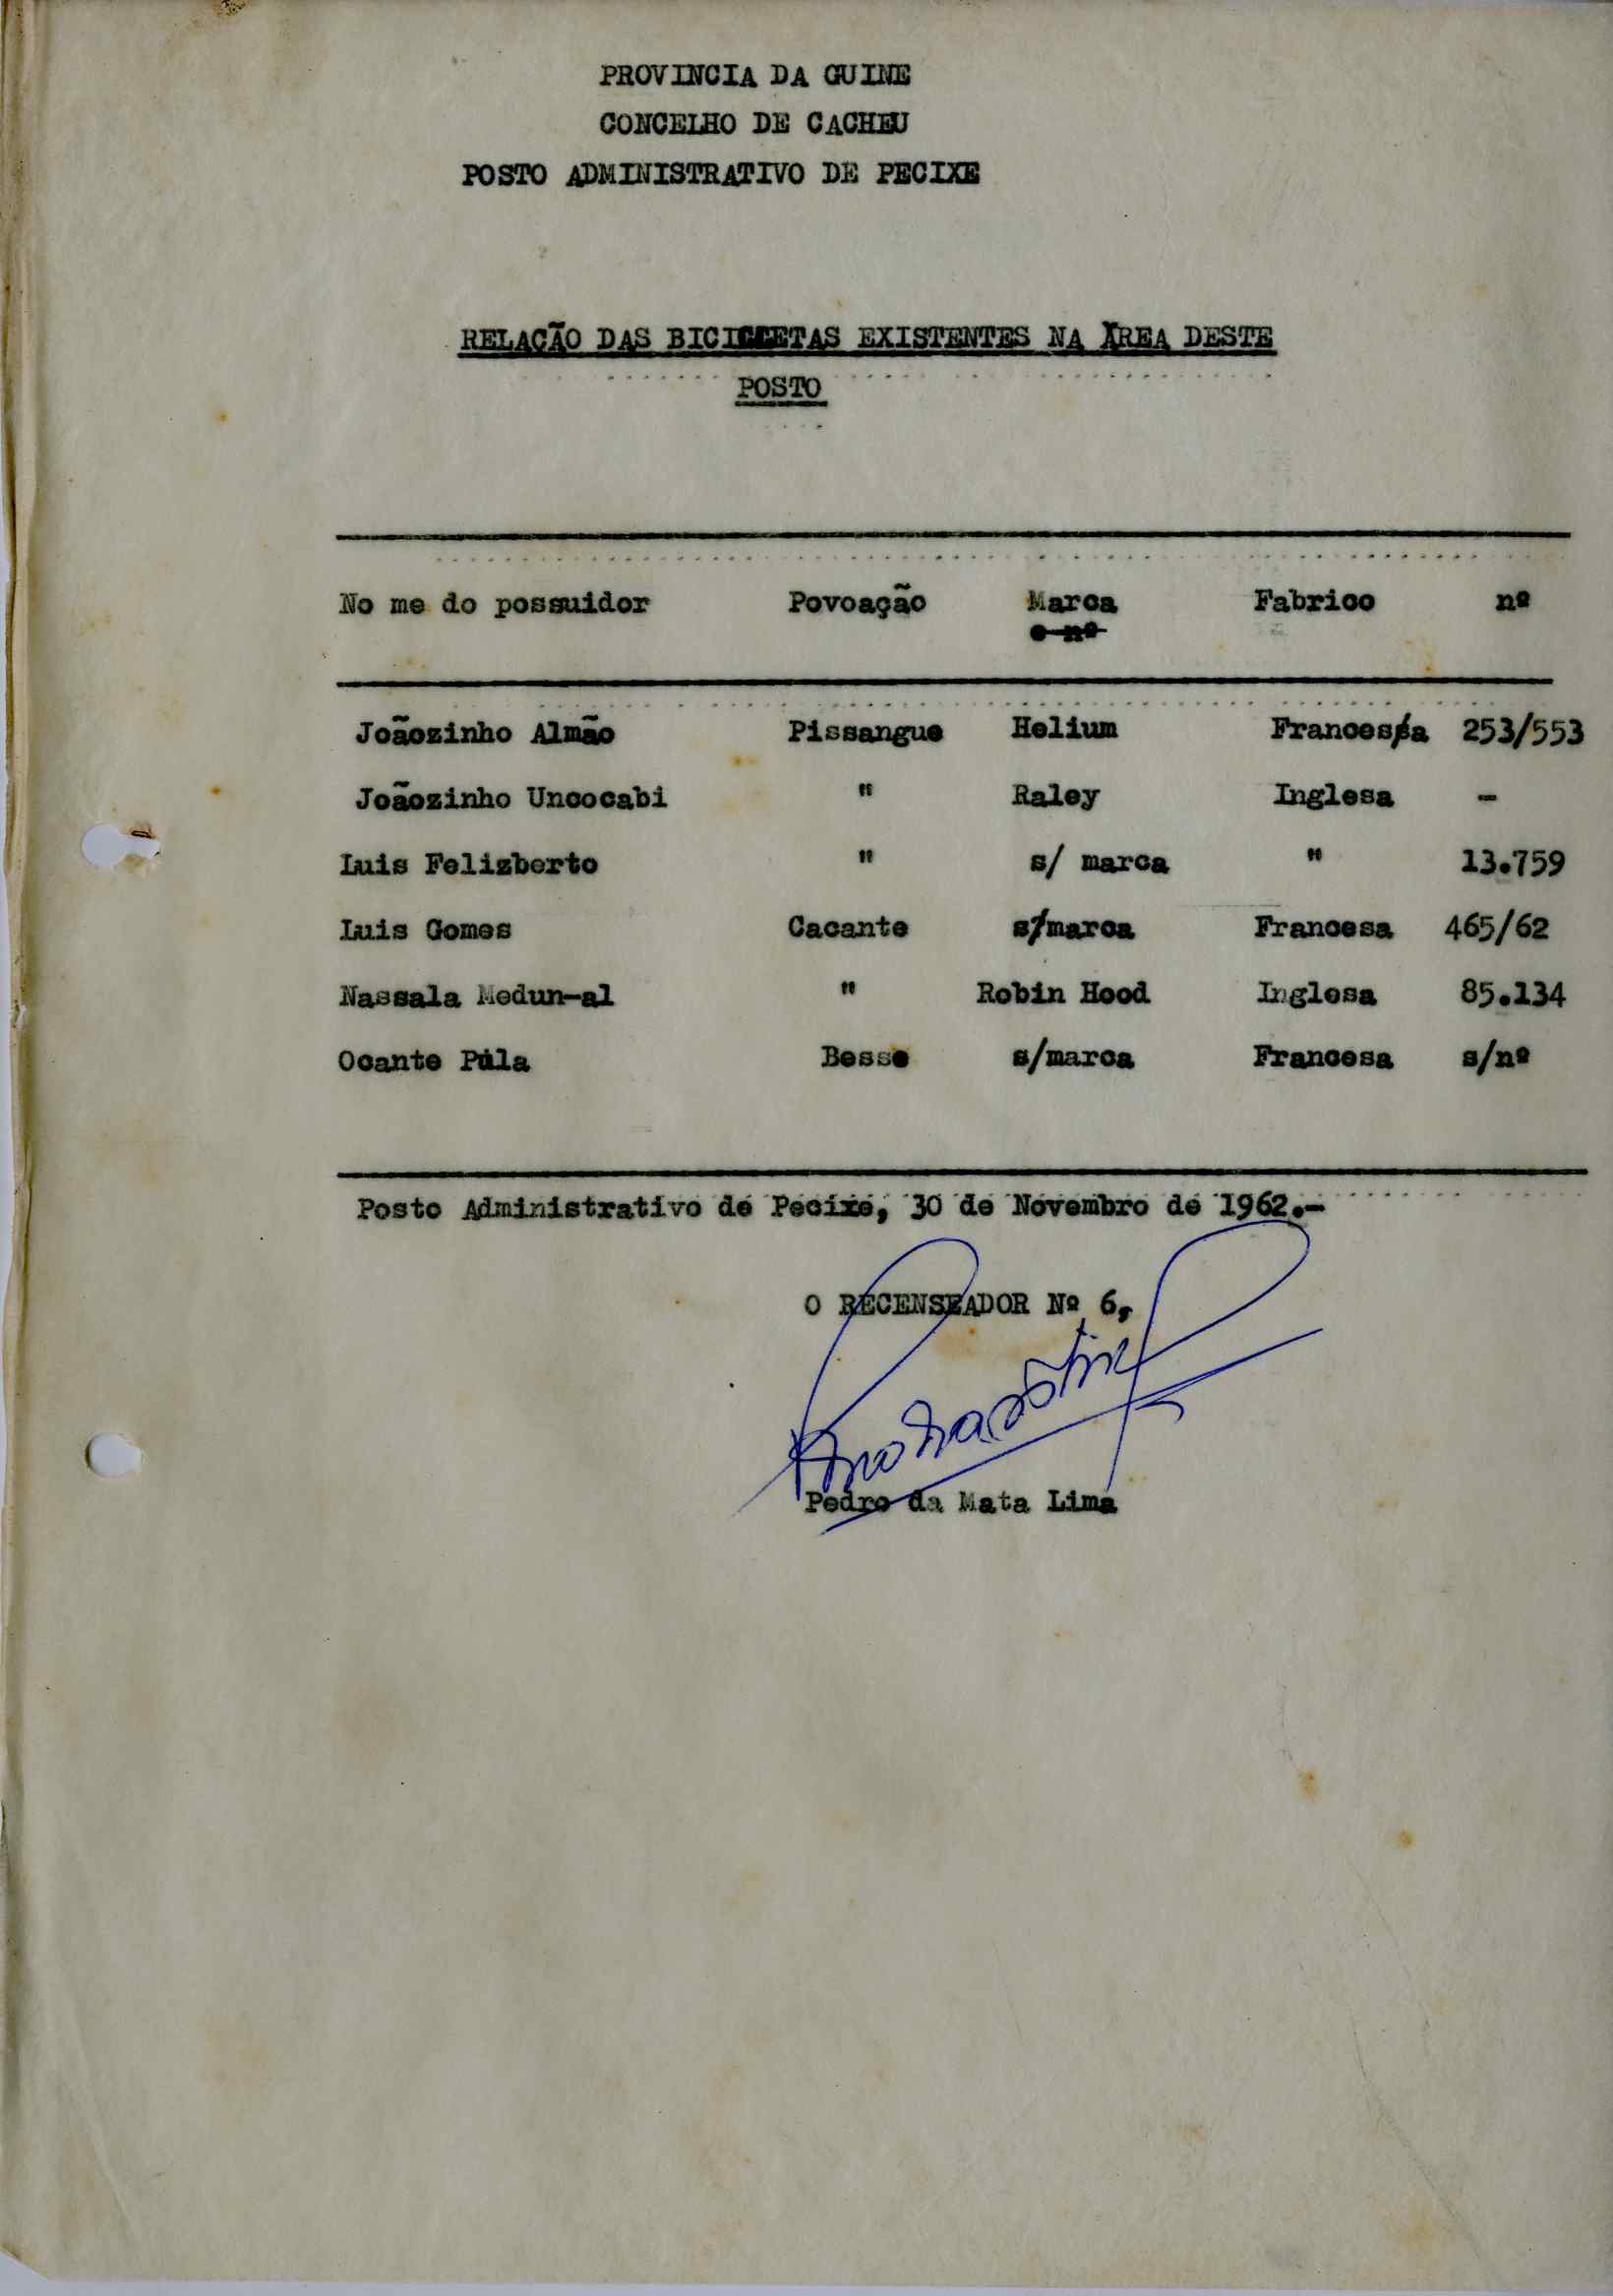 PROVINCIA DA GUINE
CONCELHO DE CACHEU
POSTO ADMINISTRATIVO DE PECIXE
RELAÇÃO DAS BICICLETAS EXISTENTES NA ÁREA DESTE
POSTO
No me do possuidor Povoação Marca Fabrico nº
e nº
Joãozinho Almão Pissangue Helium Francesa 253/553
Joãozinho Uncocabi " Raley Inglesa -
Luis Felizberto " s/ marca " 13.759
Luis Gomes Cacante s/marca Francesa 465/62
Nassala Medun-al " Robin Hood Inglesa 85.134
Ocante Púla Besse s/marca Francesa s/nº
Posto Administrativo de Pecixe, 30 de Novembro de 1962.-
O RECENSEADOR Nº 6,
Pedro da Mata Lima